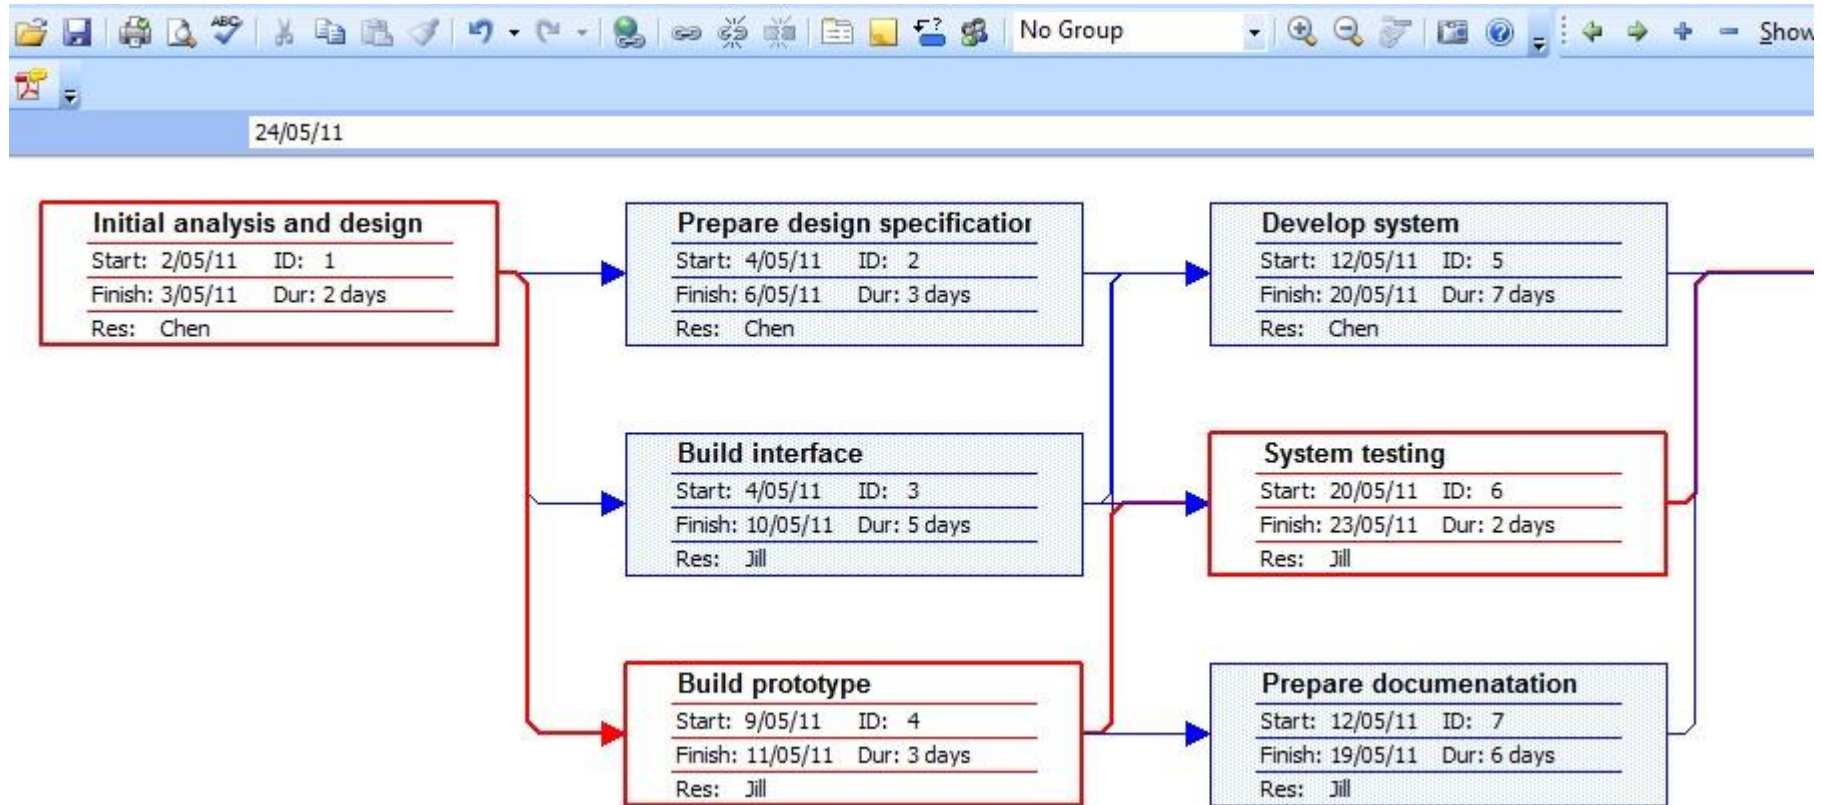 ABC
No Group
Show
24/05/11
Initial analysis and design
Start: 2/05/11 ID: 1
Finish: 3/05/11 Dur: 2 days
Res: Chen
Prepare design specification
Start: 4/05/11 ID: 2
Finish: 6/05/11 Dur: 3 days
Res: Chen
Develop system
Start: 12/05/11 ID: 5
Finish: 20/05/11 Dur: 7 days
Res: Chen
Build interface
Start: 4/05/11 ID: 3
Finish: 10/05/11 Dur: 5 days
Res: Jill
System testing
Start: 20/05/11 ID: 6
Finish: 23/05/11 Dur: 2 days
Res: Jill
Build prototype
Start: 9/05/11 ID: 4
Finish: 11/05/11 Dur: 3 days
Res: Jill
Prepare documenatation
Start: 12/05/11 ID: 7
Finish: 19/05/11 Dur: 6 days
Res: Jill